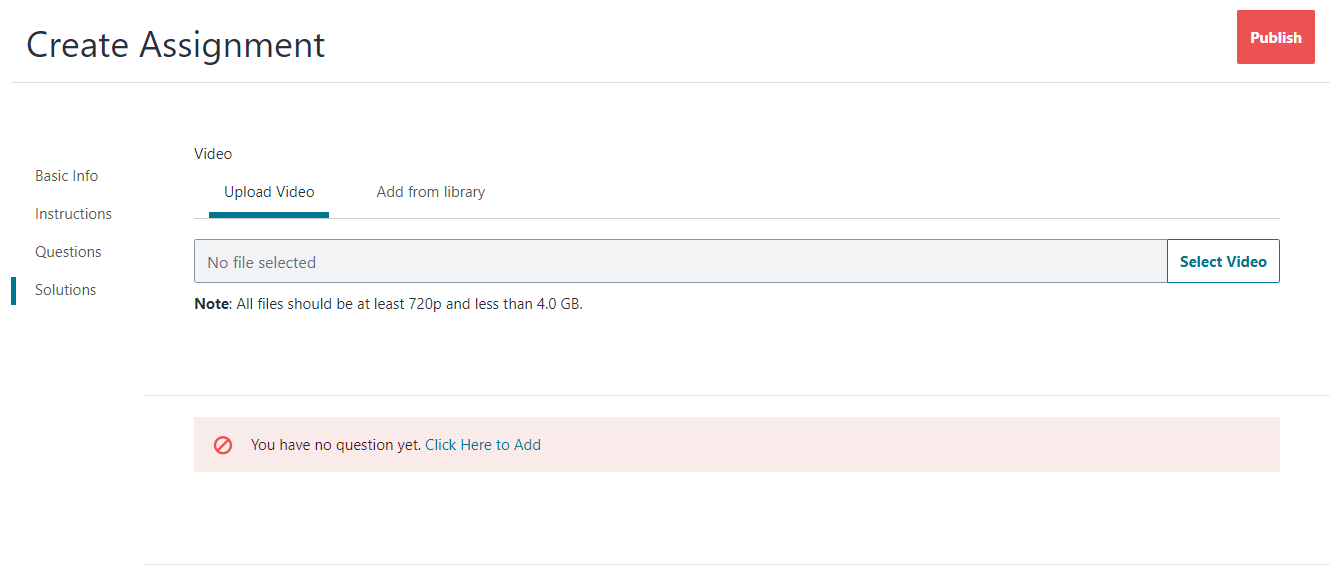 Create Assignment
Publish
Basic Info
Instructions
Questions
Solutions
Video
Upload Video
Add from library
No file selected
Select Video
Note: All files should be at least 720p and less than 4.0 GB.
You have no question yet. Click Here to Add